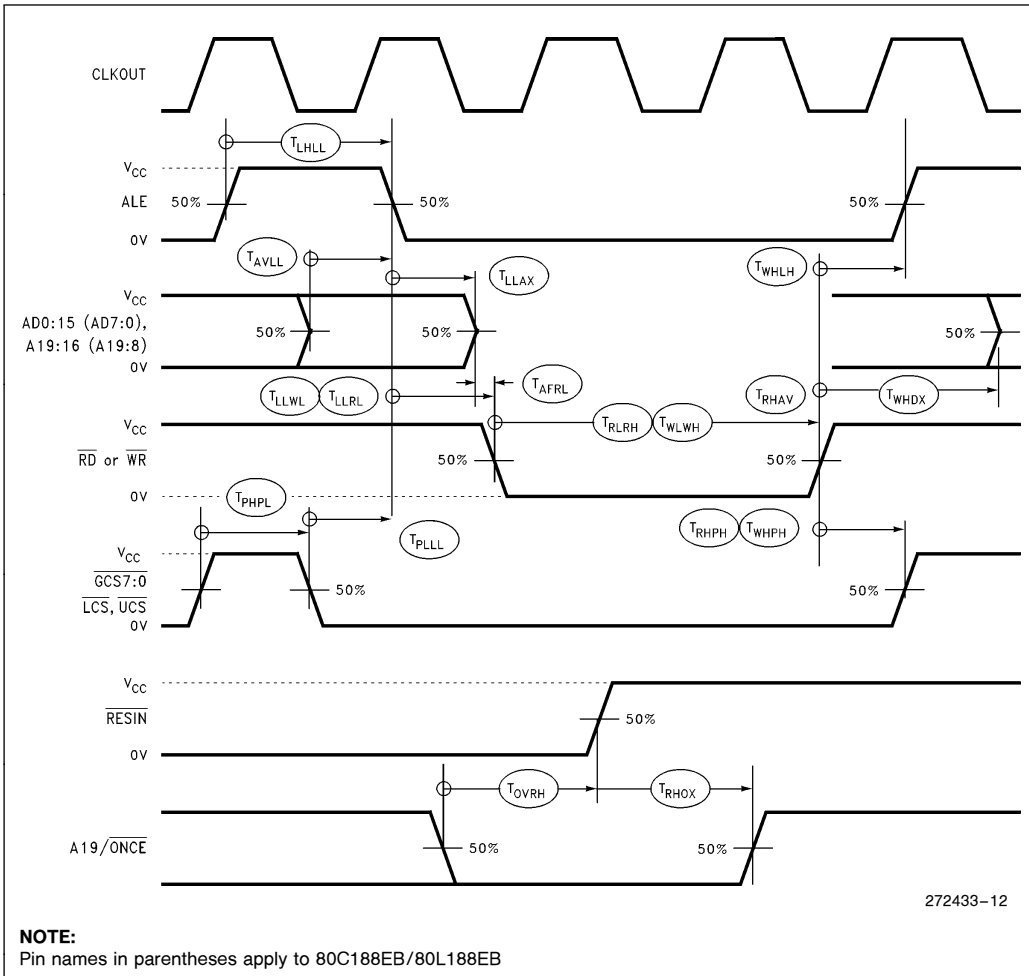 CLKOUT
T_LHLL
V_CC
ALE 50% 50% 50%
0V
T_AVLL T_LLAX T_WHLH
V_CC
AD0:15 (AD7:0), 50% 50% 50%
A19:16 (A19:8)
0V
T_LLWL T_LLRL T_AFRL T_RHAV T_WHDX
T_RLRH T_WLWH
V_CC
RD or WR 50% 50%
0V
T_PHPL T_PLLL T_RHPH T_WHPH
V_CC
GCS7:0 50% 50%
LCS, UCS
0V
V_CC
RESIN 50%
0V
T_OVRH T_RHOX
A19/ONCE 50% 50%
272433-12
NOTE:
Pin names in parentheses apply to 80C188EB/80L188EB